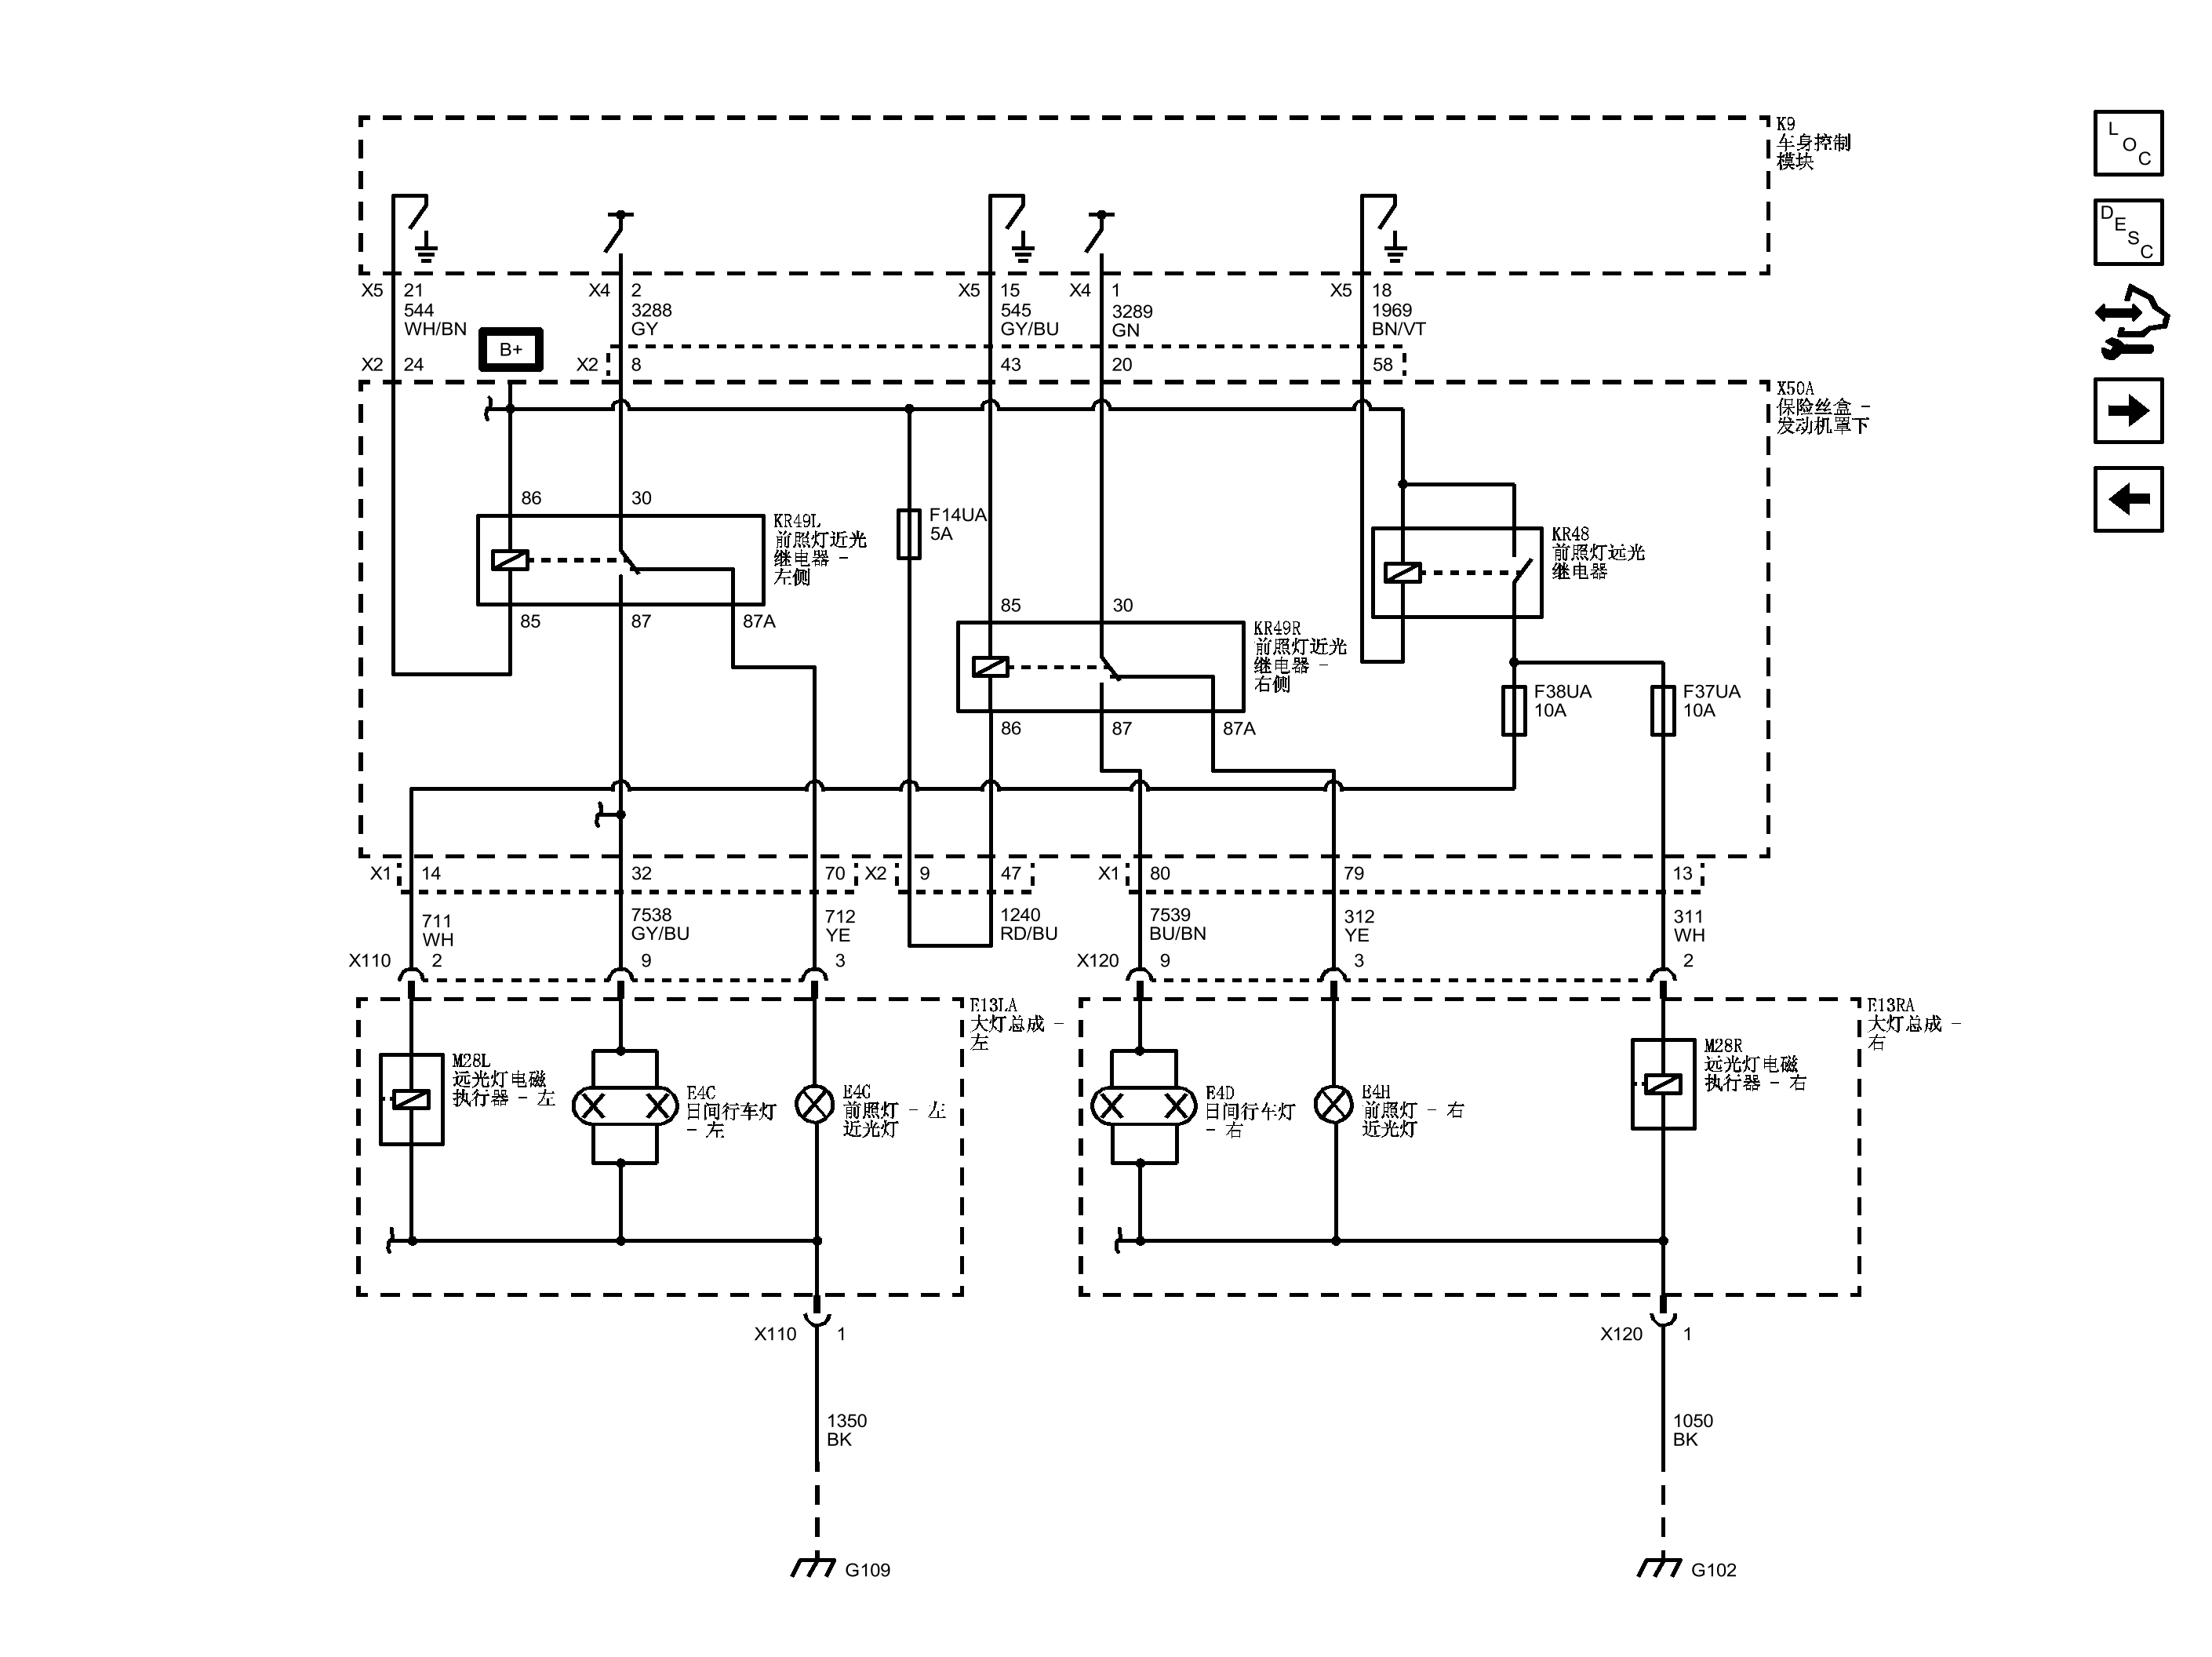 K9
车身控制
模块
L
O
C
D
E
S
C
X5 21
544
WH/BN
X4 2
3288
GY
X5 15
545
GY/BU
X4 1
3289
GN
X5 18
1969
BN/VT
B+
X2 24
X2 8
43
20
58
X50A
保险丝盒 -
发动机罩下
86
30
KR49L
前照灯近光
继电器 -
左侧
85
87
87A
F14UA
5A
85
30
KR49R
前照灯近光
继电器 -
右侧
86
87
87A
KR48
前照灯远光
继电器
F38UA
10A
F37UA
10A
X1 14
32
70
X2 9
47
X1 80
79
13
711
WH
7538
GY/BU
712
YE
1240
RD/BU
7539
BU/BN
312
YE
311
WH
X110 2
9
3
X120 9
3
2
E13LA
大灯总成 -
左
M28L
远光灯电磁
执行器 - 左
E4C
日间行车灯
- 左
E4G
前照灯 - 左
近光灯
E13RA
大灯总成 -
右
E4D
日间行车灯
- 右
E4H
前照灯 - 右
近光灯
M28R
远光灯电磁
执行器 - 右
X110 1
X120 1
1350
BK
1050
BK
G109
G102